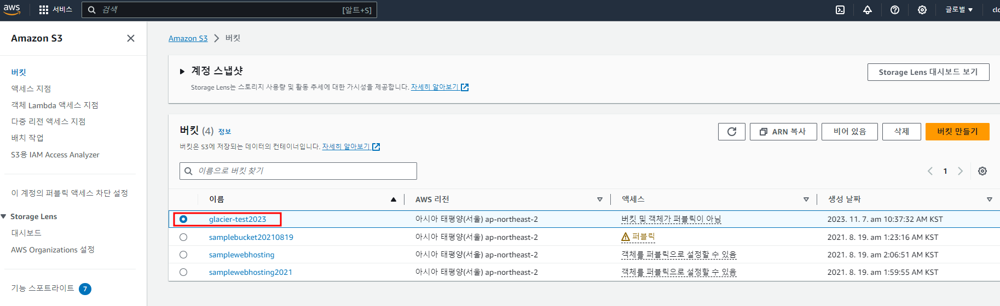 aws 서비스 검색 [알트+S] 글로벌 clo
Amazon S3
버킷
액세스 지점
객체 Lambda 액세스 지점
다중 리전 액세스 지점
배치 작업
S3용 IAM Access Analyzer
이 계정의 퍼블릭 액세스 차단 설정
Storage Lens
대시보드
AWS Organizations 설정
기능 스포트라이트 7
Amazon S3 > 버킷
계정 스냅샷
Storage Lens는 스토리지 사용량 및 활동 추세에 대한 가시성을 제공합니다. 자세히 알아보기
Storage Lens 대시보드 보기
버킷 (4) 정보
버킷은 S3에 저장되는 데이터의 컨테이너입니다. 자세히 알아보기
ARN 복사 비어 있음 삭제 버킷 만들기
이름으로 버킷 찾기
1
이름 AWS 리전 액세스 생성 날짜
glacier-test2023 아시아 태평양(서울) ap-northeast-2 버킷 및 객체가 퍼블릭이 아님 2023. 11. 7. am 10:37:32 AM KST
samplebucket20210819 아시아 태평양(서울) ap-northeast-2 퍼블릭 2021. 8. 19. am 1:23:16 AM KST
samplewebhosting 아시아 태평양(서울) ap-northeast-2 객체를 퍼블릭으로 설정할 수 있음 2021. 8. 19. am 2:06:51 AM KST
samplewebhosting2021 아시아 태평양(서울) ap-northeast-2 객체를 퍼블릭으로 설정할 수 있음 2021. 8. 19. am 1:59:55 AM KST